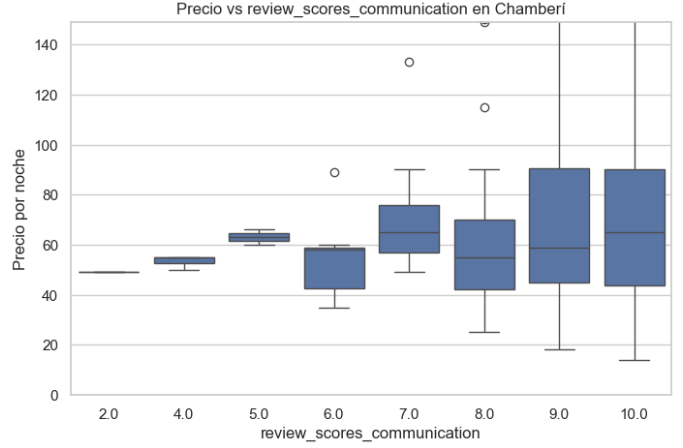 Precio vs review_scores_communication en Chamberí
140
120
100
80
60
40
20
0
Precio por noche
2.0 4.0 5.0 6.0 7.0 8.0 9.0 10.0
review_scores_communication